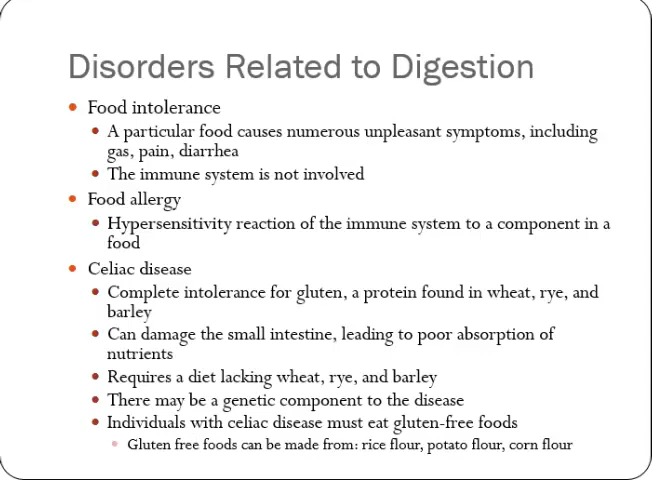 Disorders Related to Digestion
Food intolerance
A particular food causes numerous unpleasant symptoms, including
gas, pain, diarrhea
The immune system is not involved
Food allergy
Hypersensitivity reaction of the immune system to a component in a
food
Celiac disease
Complete intolerance for gluten, a protein found in wheat, rye, and
barley
Can damage the small intestine, leading to poor absorption of
nutrients
Requires a diet lacking wheat, rye, and barley
There may be a genetic component to the disease
Individuals with celiac disease must eat gluten-free foods
Gluten free foods can be made from: rice flour, potato flour, corn flour